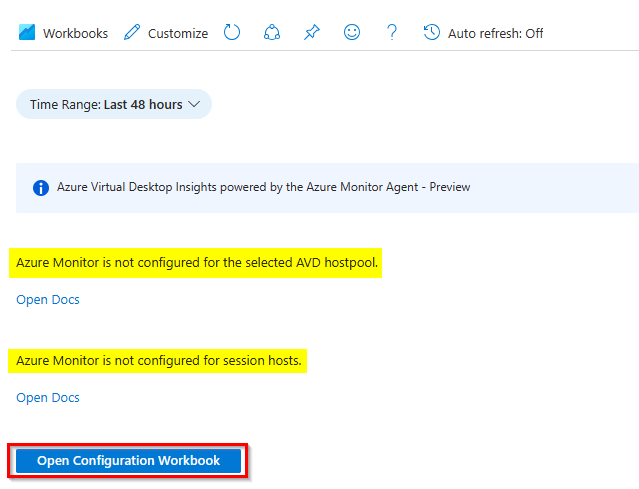 Workbooks Customize ? Auto refresh: Off
Time Range: Last 48 hours
Azure Virtual Desktop Insights powered by the Azure Monitor Agent - Preview
Azure Monitor is not configured for the selected AVD hostpool.
Open Docs
Azure Monitor is not configured for session hosts.
Open Docs
Open Configuration Workbook